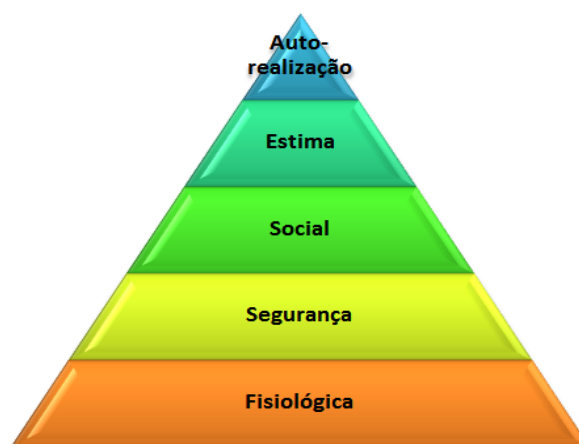 Auto-
realização
Estima
Social
Segurança
Fisiológica